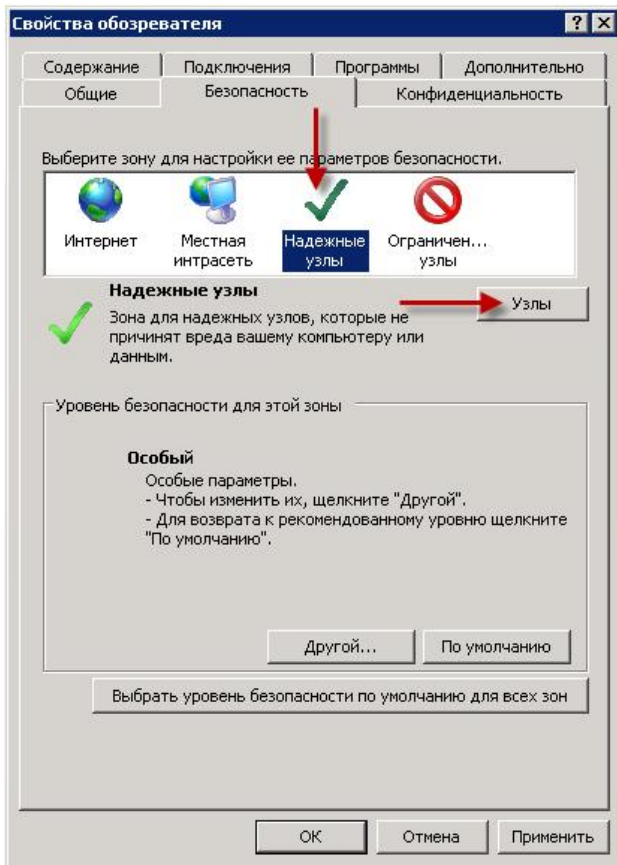 Свойства обозревателя
Содержание Подключения Программы Дополнительно
Общие Безопасность Конфиденциальность
Выберите зону для настройки ее параметров безопасности.
Интернет Местная интрасеть Надежные узлы Ограничен... узлы
Надежные узлы
Узлы
Зона для надежных узлов, которые не
причинят вреда вашему компьютеру или
данным.
Уровень безопасности для этой зоны
Особый
Особые параметры.
- Чтобы изменить их, щелкните "Другой".
- Для возврата к рекомендованному уровню щелкните
"По умолчанию".
Другой... По умолчанию
Выбрать уровень безопасности по умолчанию для всех зон
ОК Отмена Применить